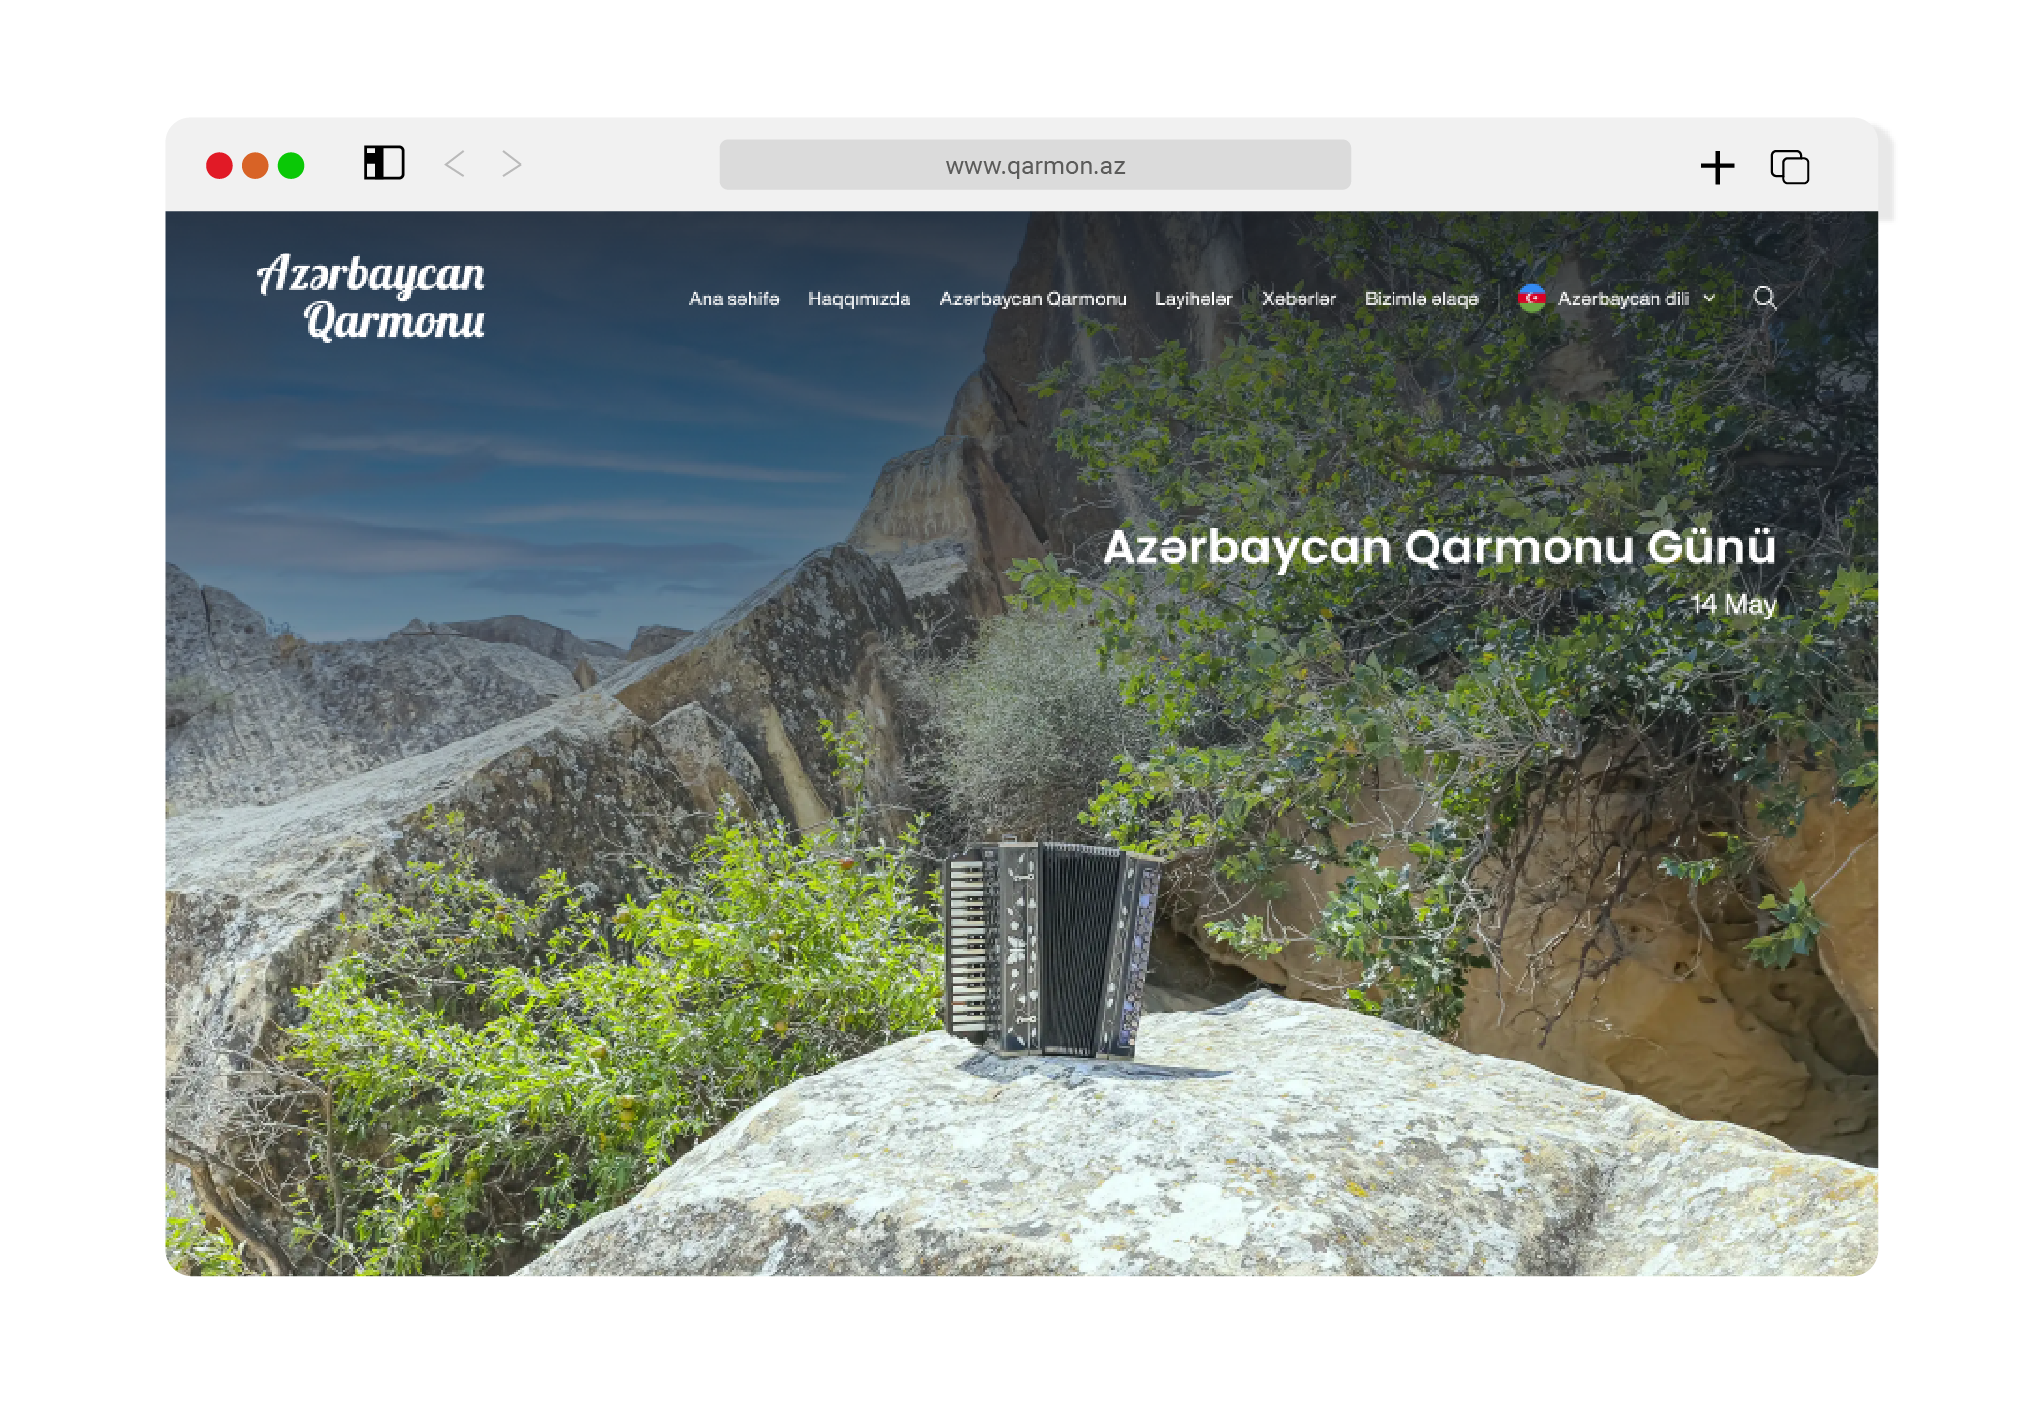 www.qarmon.az
Azərbaycan
Qarmonu
Ana səhifə Haqqımızda Azərbaycan Qarmonu Layihələr Xəbərlər Bizimlə əlaqə Azərbaycan dili
Azərbaycan Qarmonu Günü
14 May